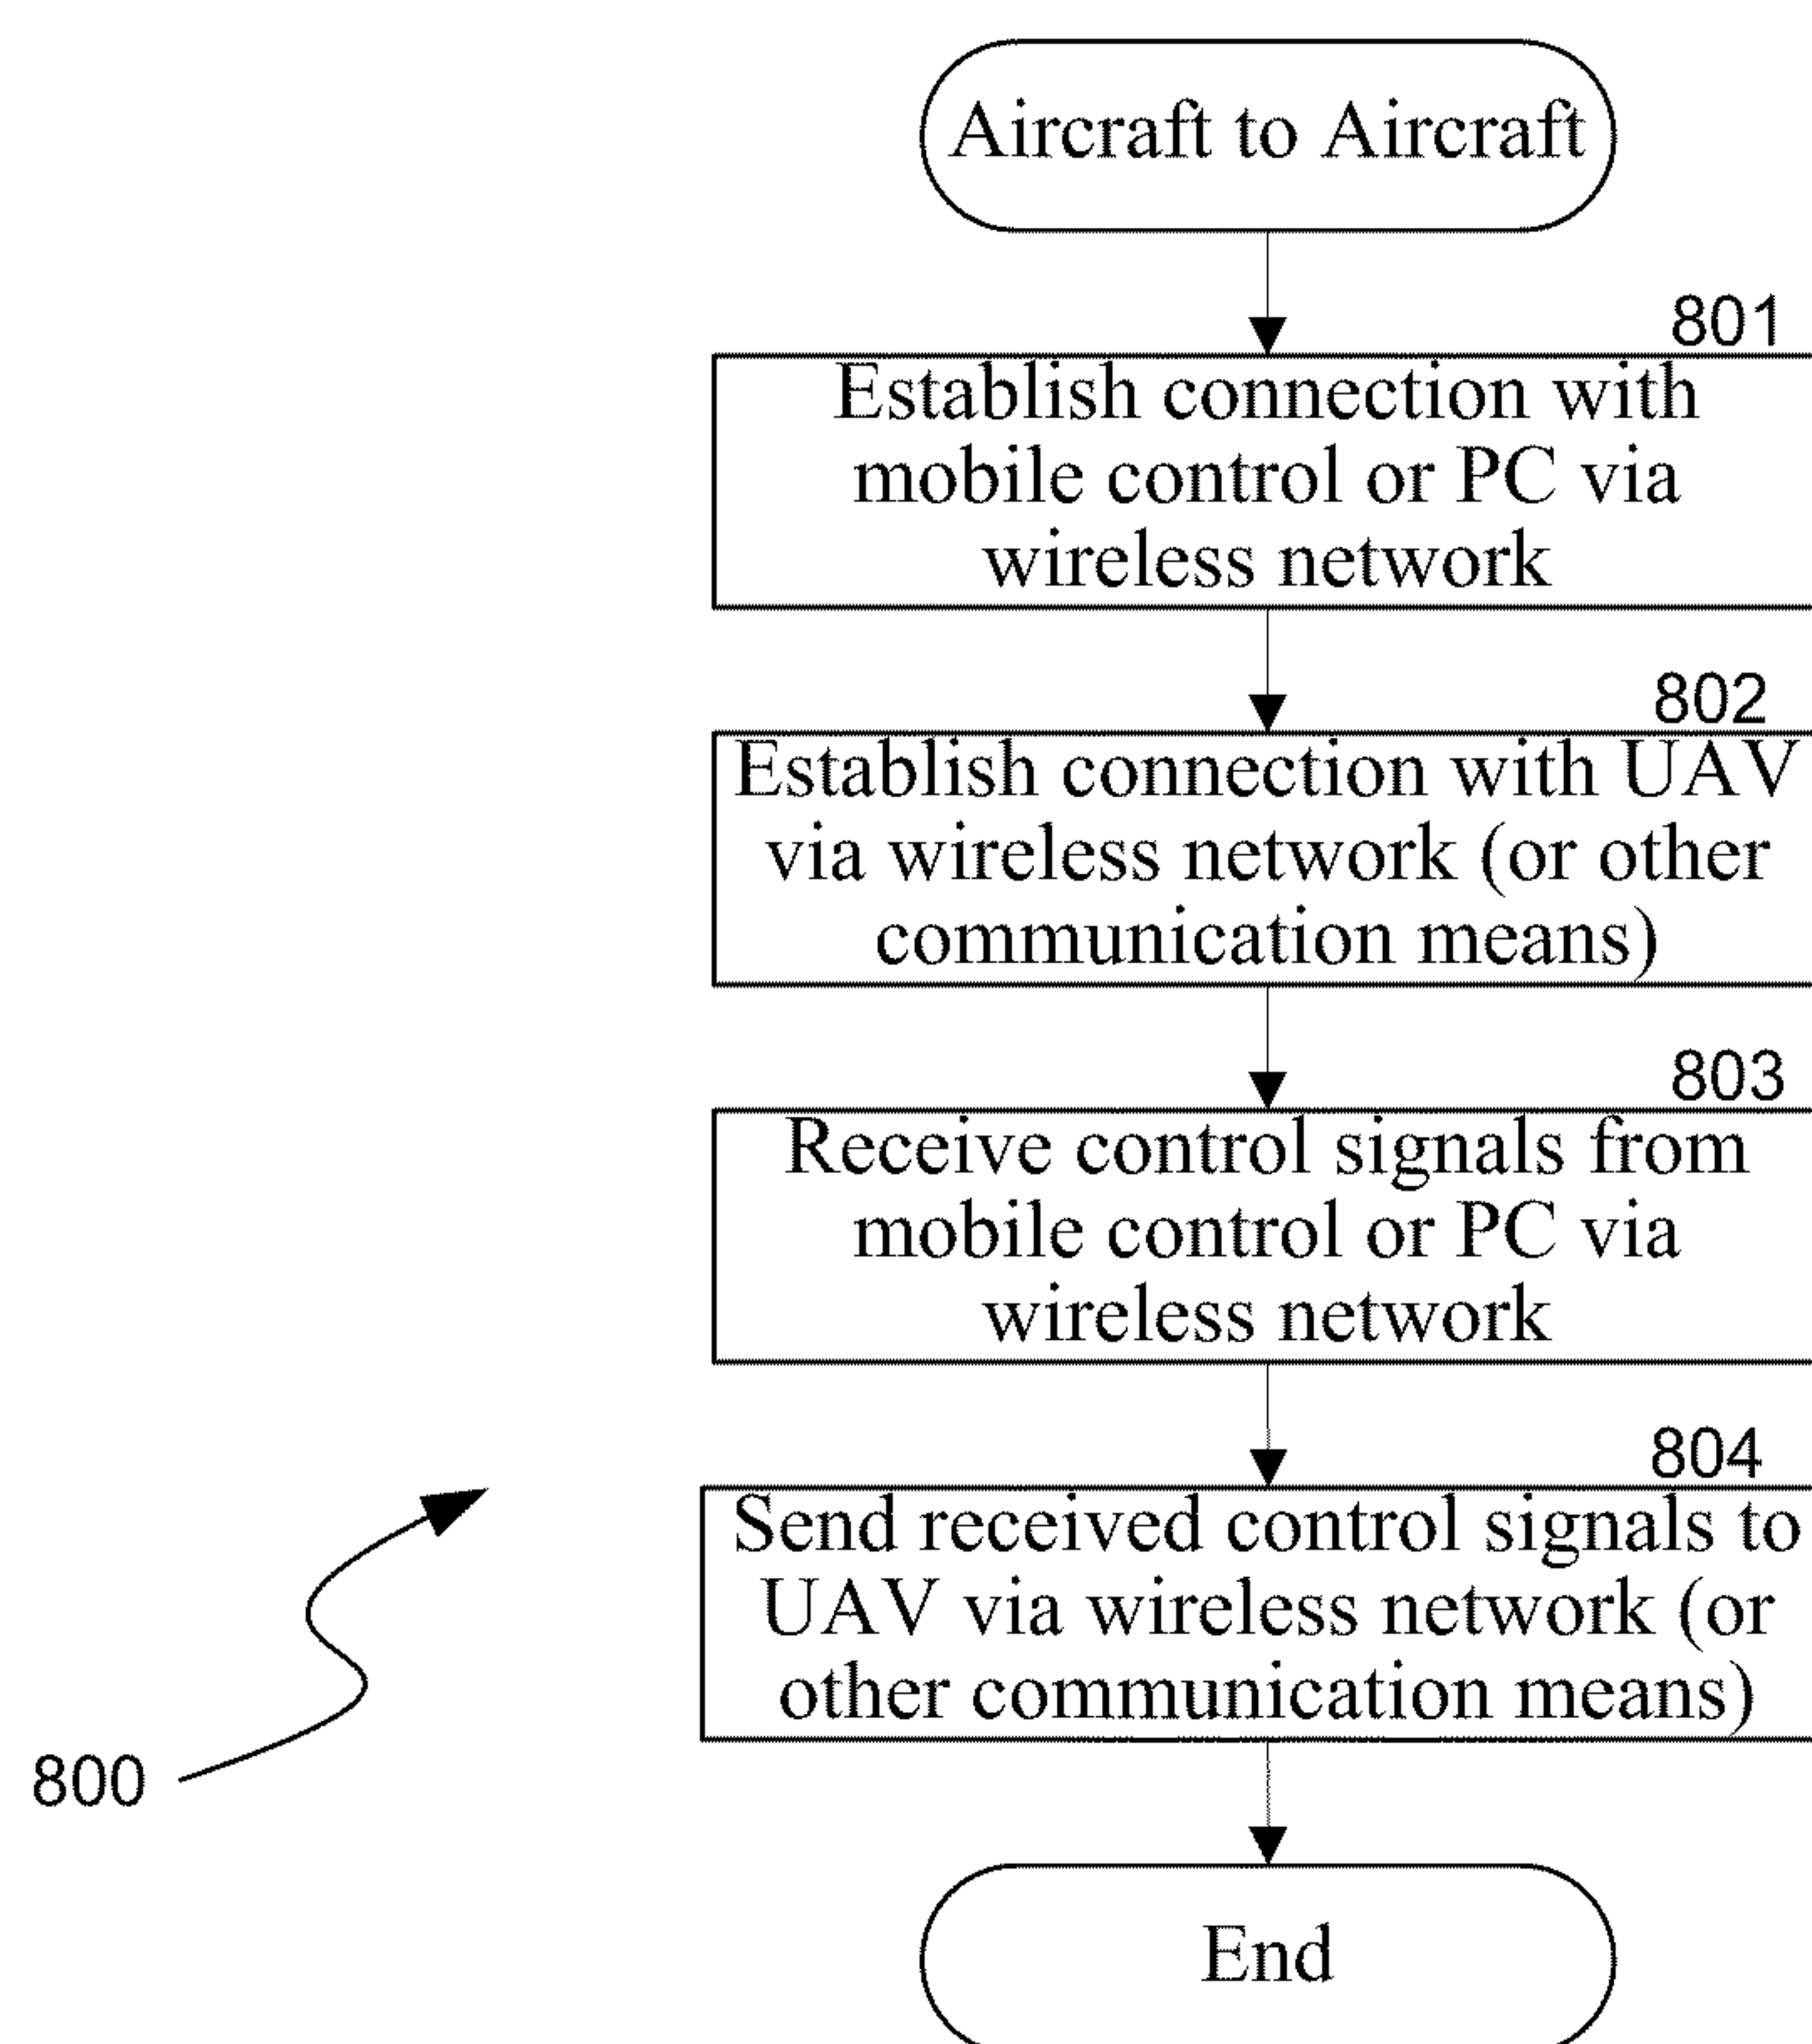 Aircraft to Aircraft
801
Establish connection with
mobile control or PC via
wireless network
802
Establish connection with UAV
via wireless network (or other
communication means)
803
Receive control signals from
mobile control or PC via
wireless network
804
Send received control signals to
UAV via wireless network (or
other communication means)
800
End